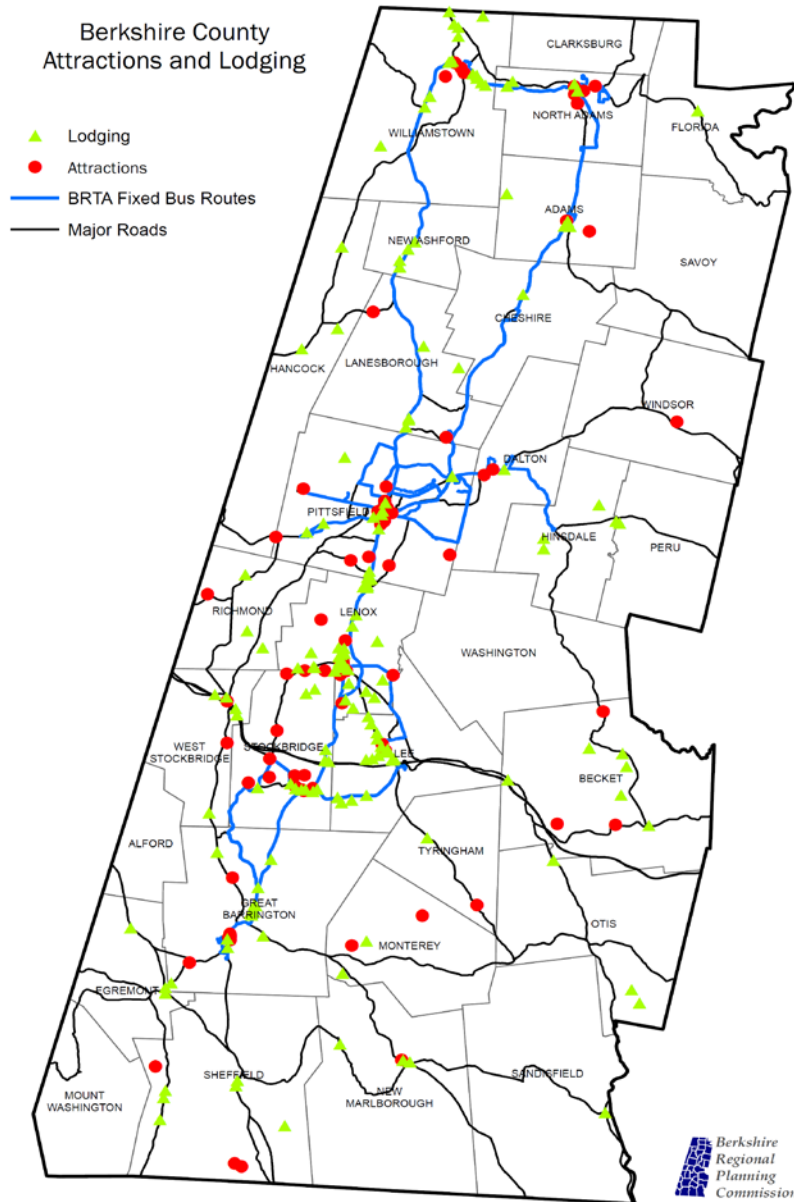 Berkshire County
Attractions and Lodging
Lodging
Attractions
BRTA Fixed Bus Routes
Major Roads
CLARKSBURG
WILLIAMSTOWN
NORTH ADAMS
FLORIDA
ADAMS
NEW ASHFORD
SAVOY
CHESHIRE
HANCOCK
LANESBOROUGH
WINDSOR
DALTON
PITTSFIELD
HINSDALE
PERU
RICHMOND
LENOX
WASHINGTON
WEST
STOCKBRIDGE
STOCKBRIDGE
LEE
BECKET
ALFORD
TYRINGHAM
GREAT
BARRINGTON
OTIS
MONTEREY
EGREMONT
SHEFFIELD
SANDISFIELD
MOUNT
WASHINGTON
NEW
MARLBOROUGH
Berkshire
Regional
Planning
Commission